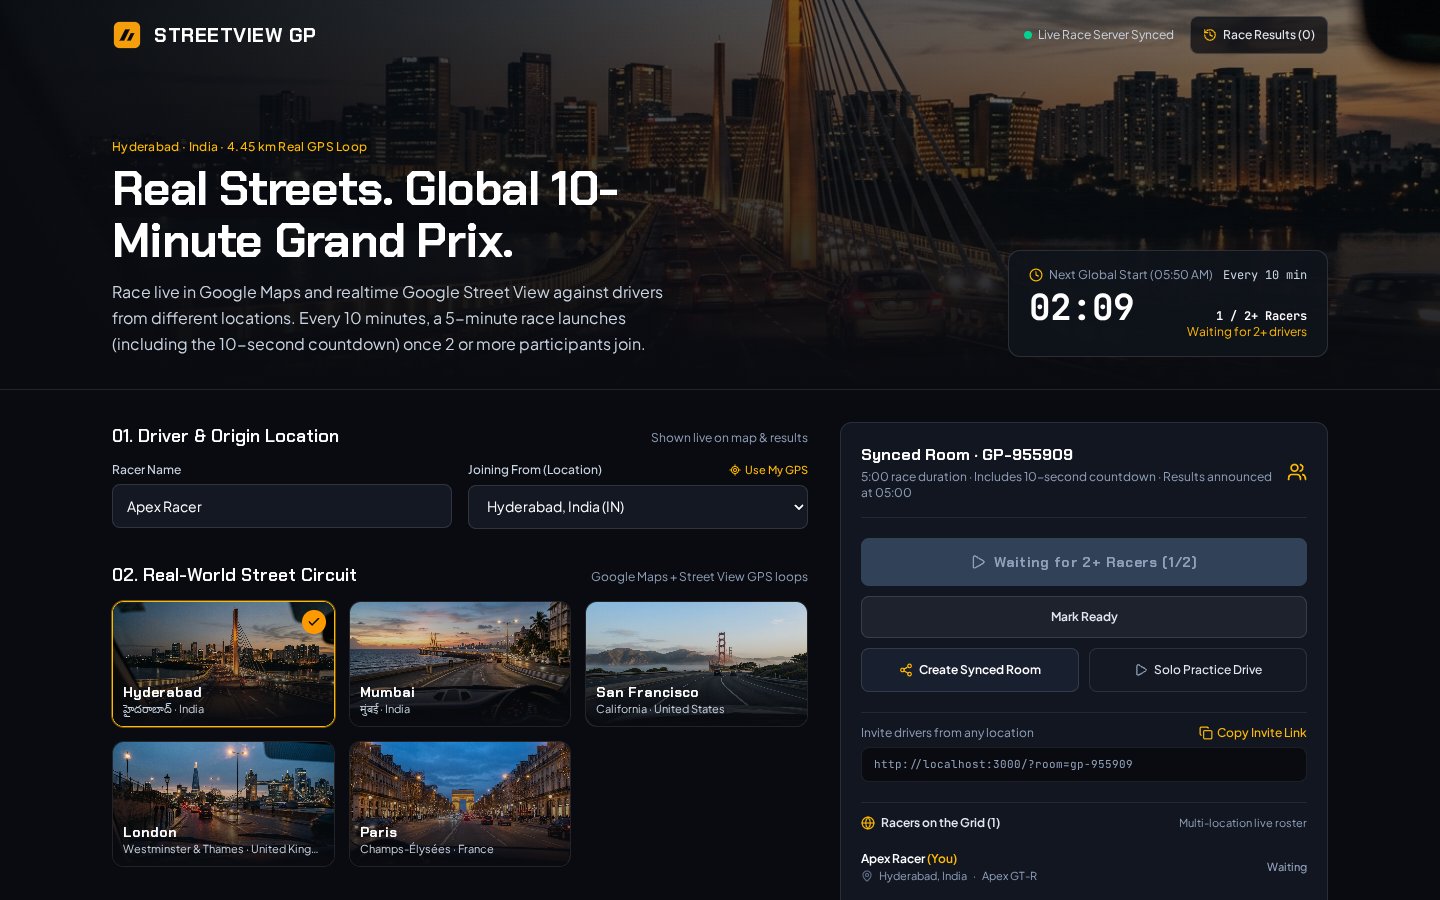 STREETVIEW GP
Live Race Server Synced
Race Results (0)
Hyderabad · India · 4.45 km Real GPS Loop
Real Streets. Global 10-
Minute Grand Prix.
Race live in Google Maps and realtime Google Street View against drivers
from different locations. Every 10 minutes, a 5-minute race launches
(including the 10-second countdown) once 2 or more participants join.
Next Global Start (05:50 AM) Every 10 min
02:09
1 / 2+ Racers
Waiting for 2+ drivers
01. Driver & Origin Location
Shown live on map & results
Racer Name
Joining From (Location)
Use My GPS
Apex Racer
Hyderabad, India (IN)
02. Real-World Street Circuit
Google Maps + Street View GPS loops
Hyderabad
హైదరాబాద్ · India
Mumbai
मुंबई · India
San Francisco
California · United States
London
Westminster & Thames · United King...
Paris
Champs-Élysées · France
Synced Room · GP-955909
5:00 race duration · Includes 10-second countdown · Results announced
at 05:00
Waiting for 2+ Racers (1/2)
Mark Ready
Create Synced Room
Solo Practice Drive
Invite drivers from any location
Copy Invite Link
http://localhost:3000/?room=gp-955909
Racers on the Grid (1)
Multi-location live roster
Apex Racer (You)
Hyderabad, India · Apex GT-R
Waiting